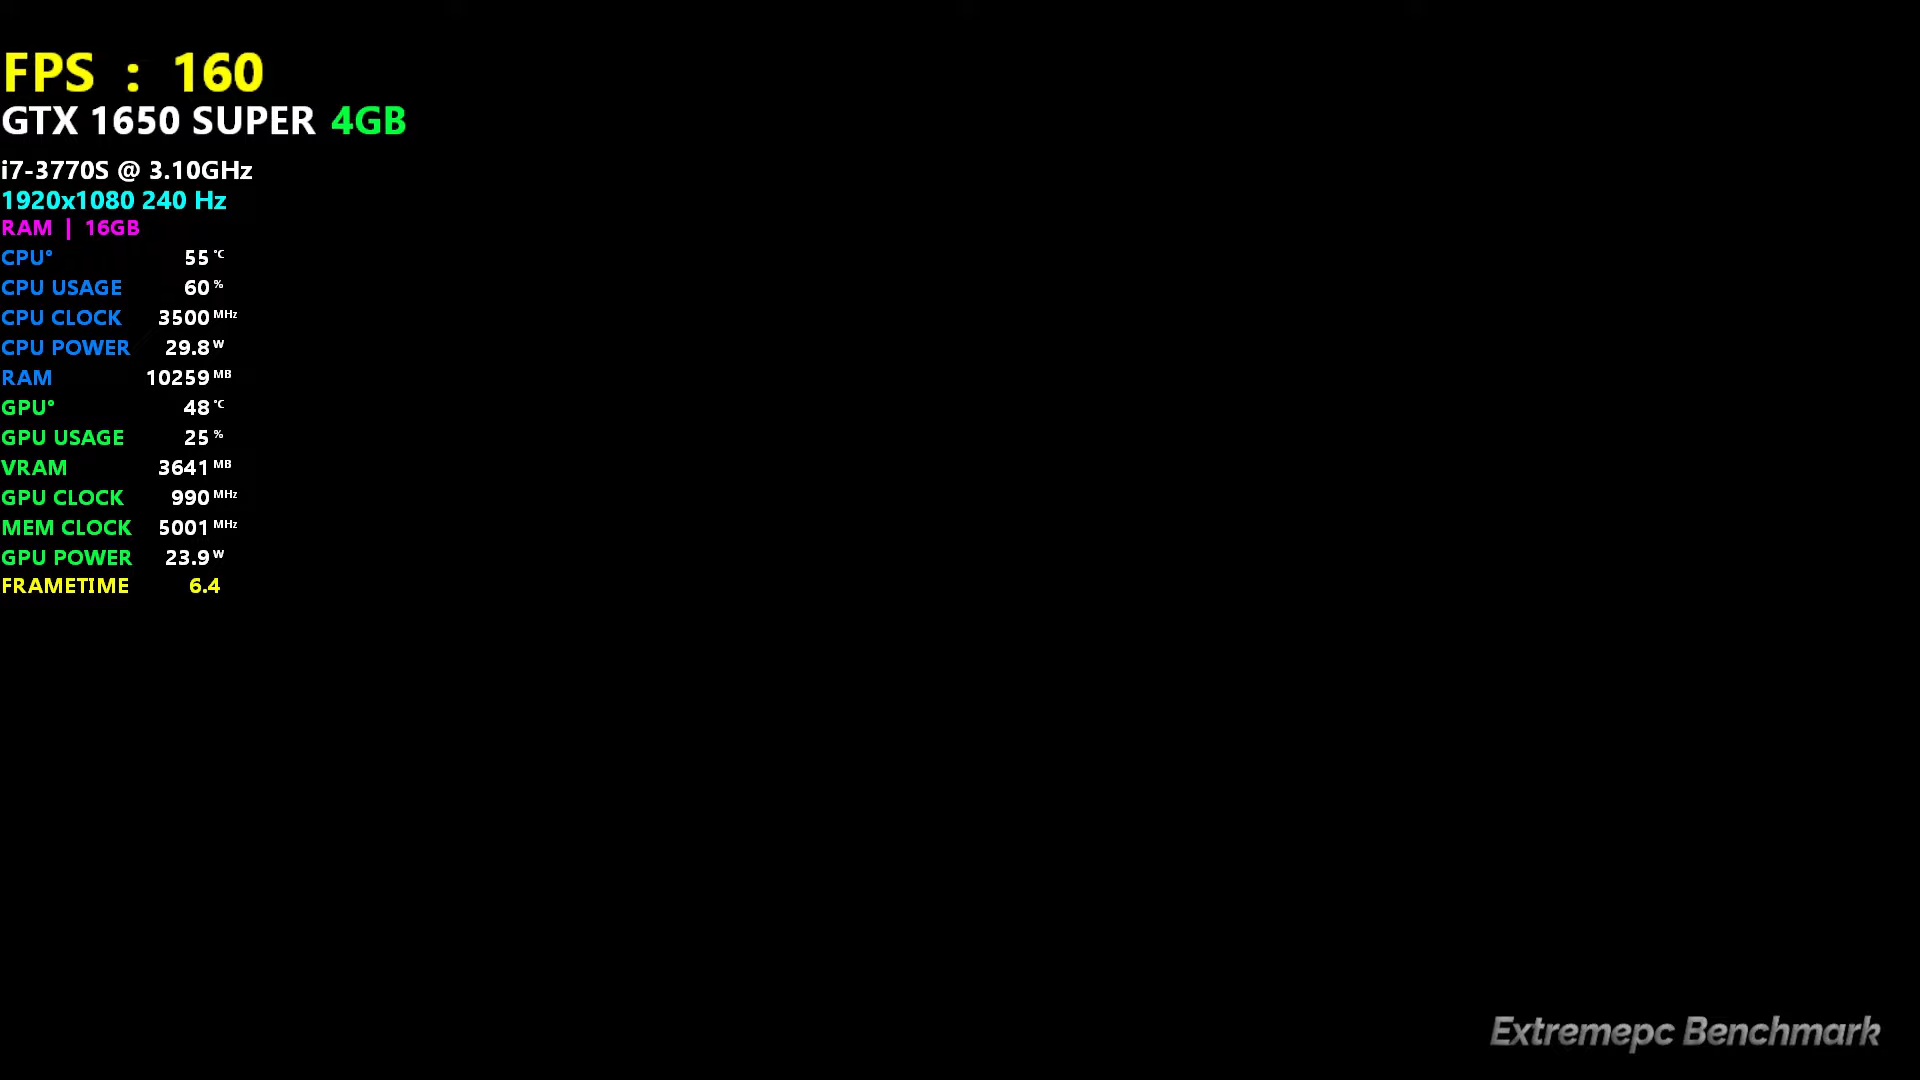 FPS : 160
GTX 1650 SUPER 4GB
i7-3770S @ 3.10GHz
1920x1080 240 Hz
RAM | 16GB
CPU° 55 °C
CPU USAGE 60 %
CPU CLOCK 3500 MHz
CPU POWER 29.8 W
RAM 10259 MB
GPU° 48 °C
GPU USAGE 25 %
VRAM 3641 MB
GPU CLOCK 990 MHz
MEM CLOCK 5001 MHz
GPU POWER 23.9 W
FRAMETIME 6.4
Extremepc Benchmark